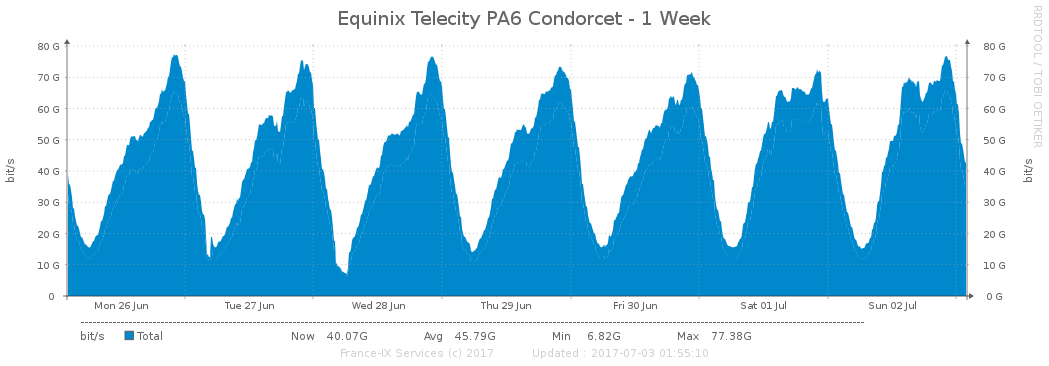 Equinix Telecity PA6 Condorcet - 1 Week
RRDTOOL / TOBI OETIKER
bit/s
80 G
70 G
60 G
50 G
40 G
30 G
20 G
10 G
0
80 G
70 G
60 G
50 G
40 G
30 G
20 G
10 G
0 G
bit/s
Mon 26 Jun Tue 27 Jun Wed 28 Jun Thu 29 Jun Fri 30 Jun Sat 01 Jul Sun 02 Jul
bit/s Total Now 40.07G Avg 45.79G Min 6.82G Max 77.38G
France-IX Services (c) 2017 Updated : 2017-07-03 01:55:10